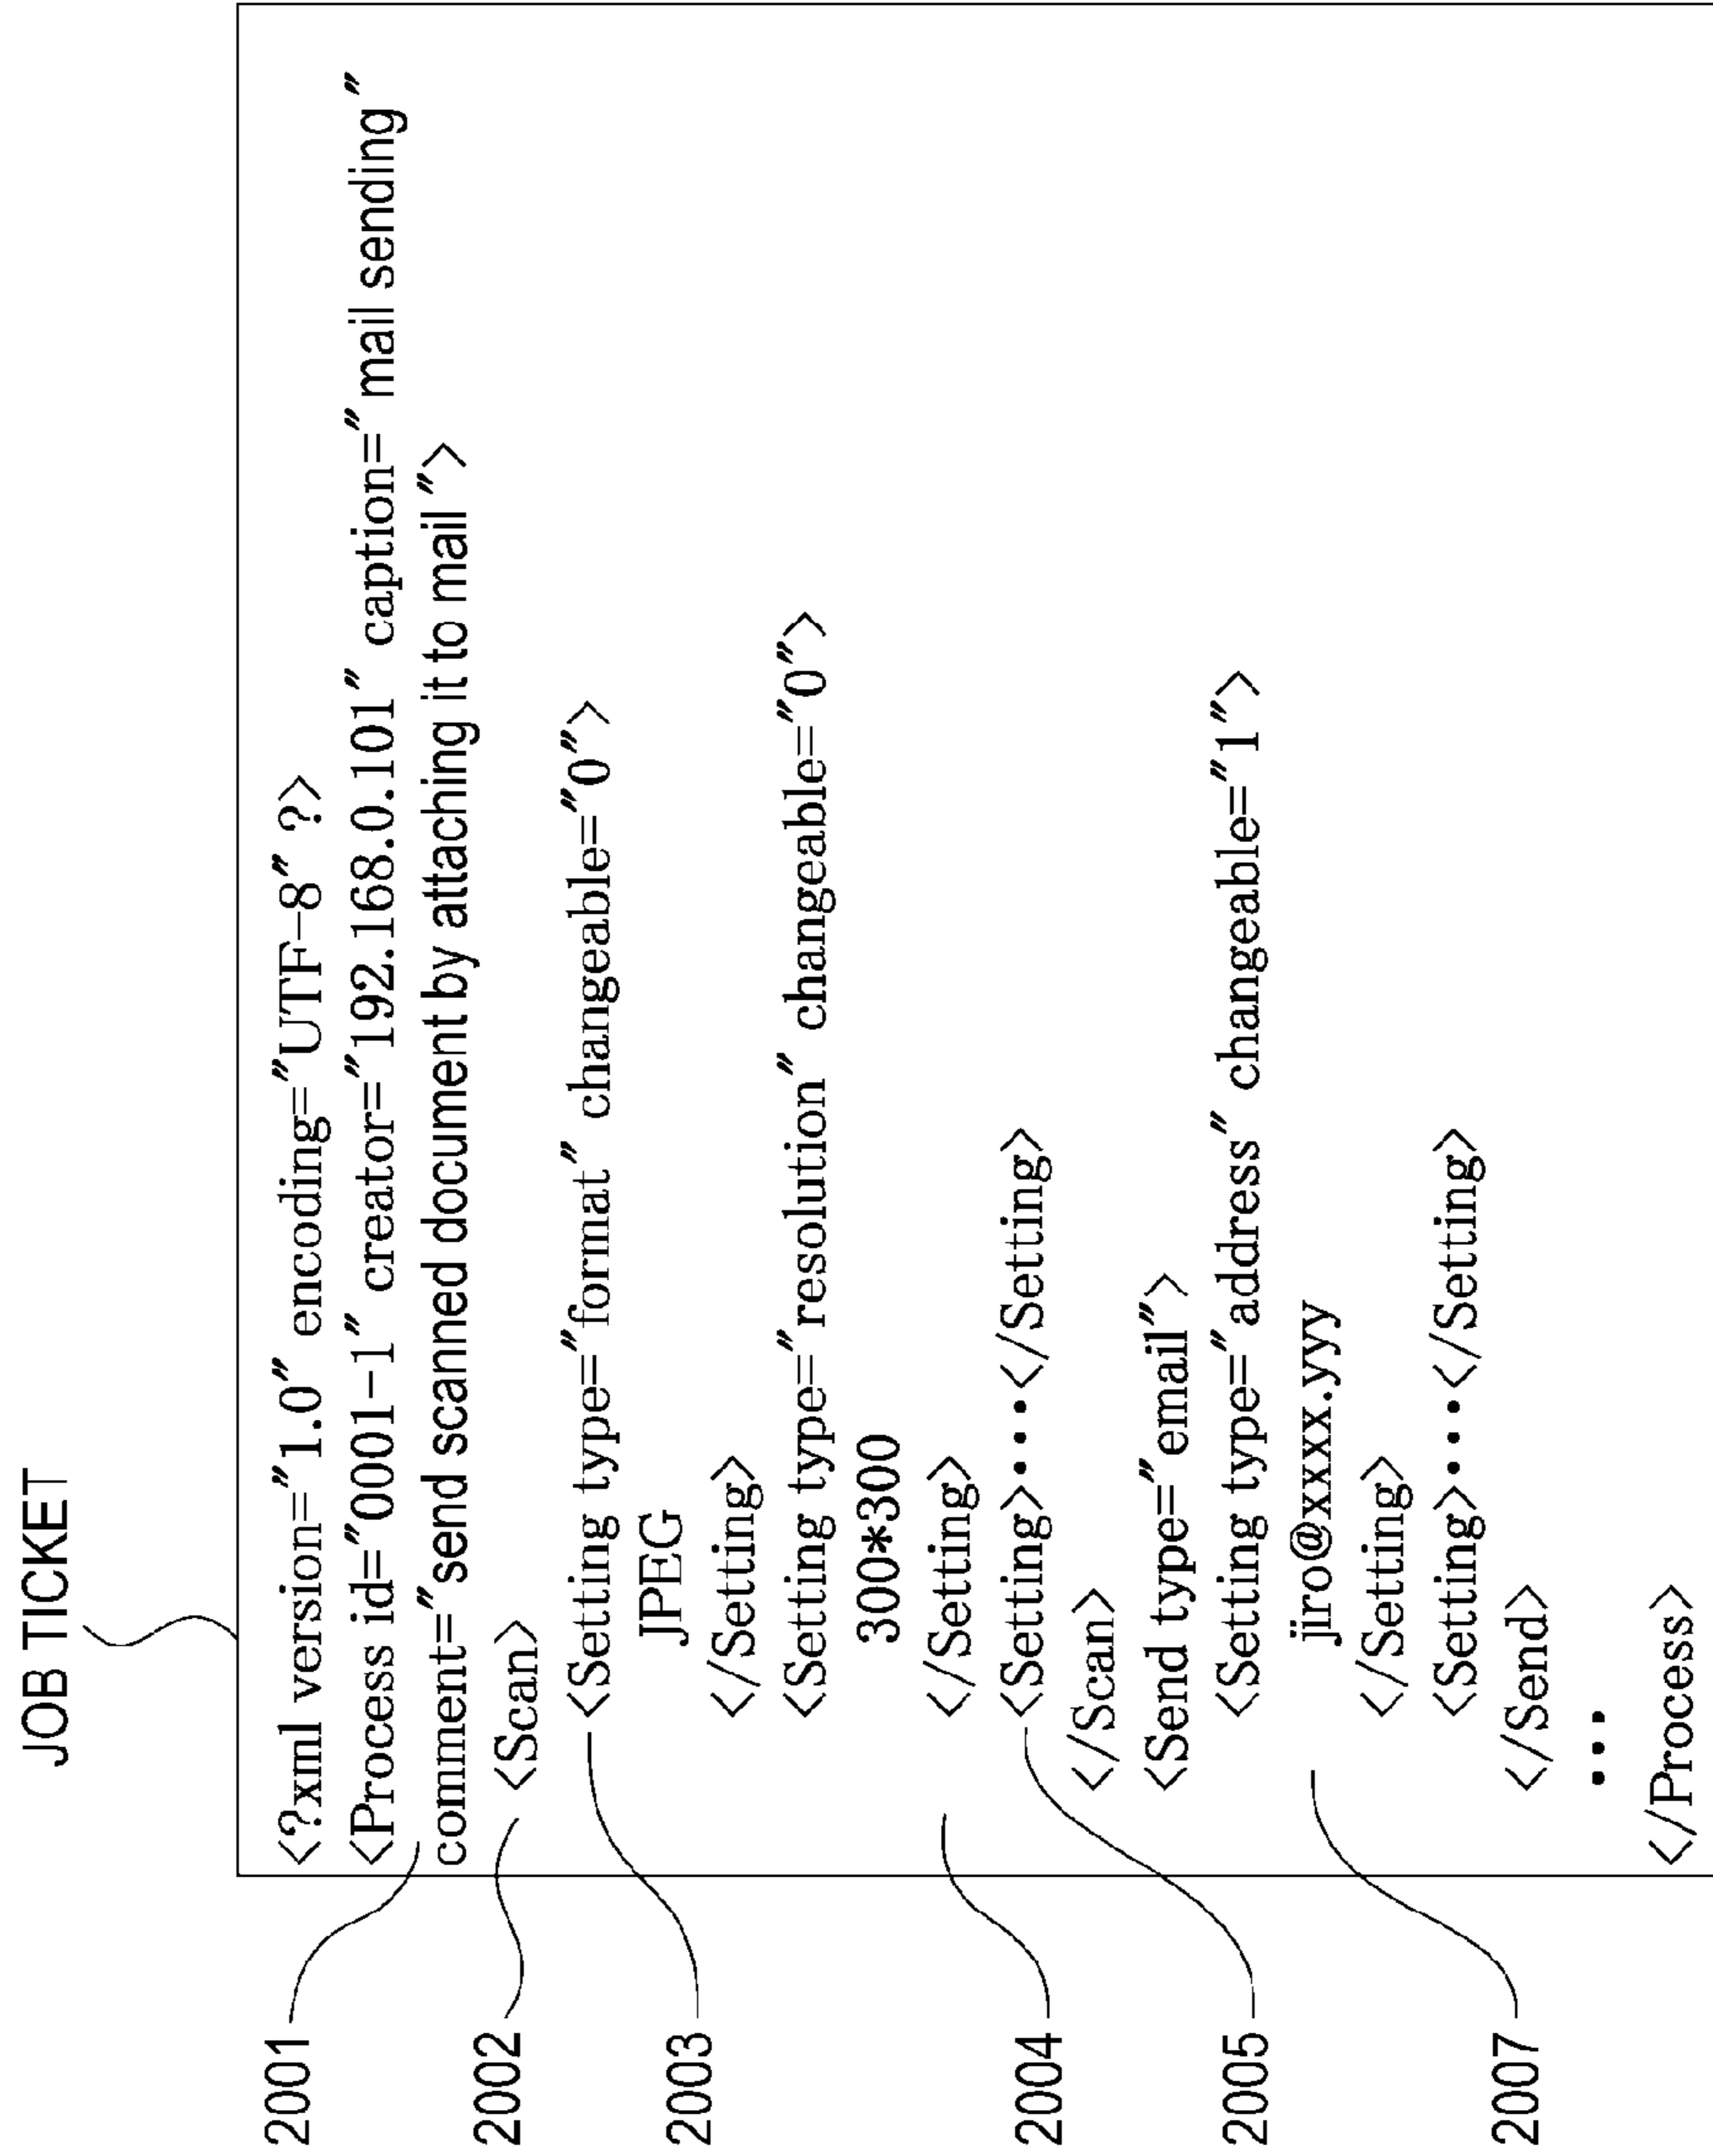 JOB TICKET
<?xml version="1.0" encoding="UTF-8" ?>
<Process id="0001-1" creator="192.168.0.101" caption="mail sending"
comment="send scanned document by attaching it to mail">
<Scan>
<Setting type="format" changeable="0">
JPEG
</Setting>
<Setting type="resolution" changeable="0">
300*300
</Setting>
<Setting>••••</Setting>
</Scan>
<Send type="email">
<Setting type="address" changeable="1">
jiro@xxxx.yyy
</Setting>
<Setting>••••</Setting>
</Send>
•••
</Process>
2001
2002
2003
2004
2005
2007